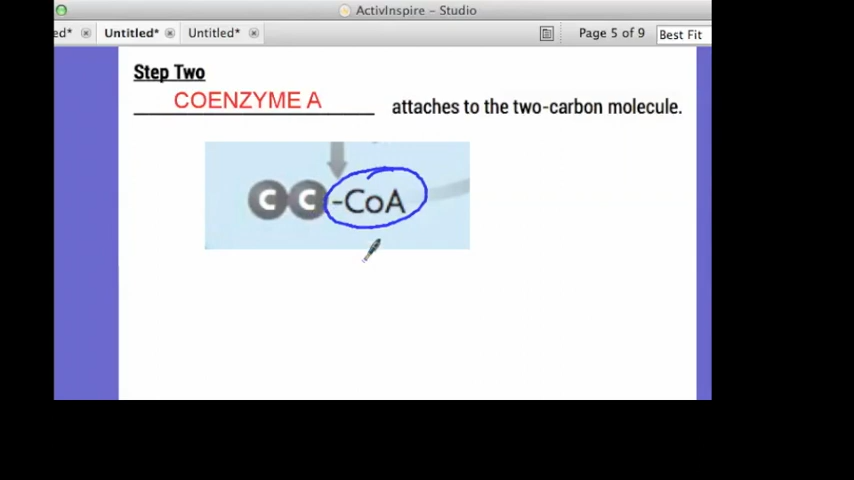 ActivInspire - Studio
ed* Untitled* Untitled* Page 5 of 9 Best Fit
Step Two
COENZYME A attaches to the two-carbon molecule.
C C -CoA